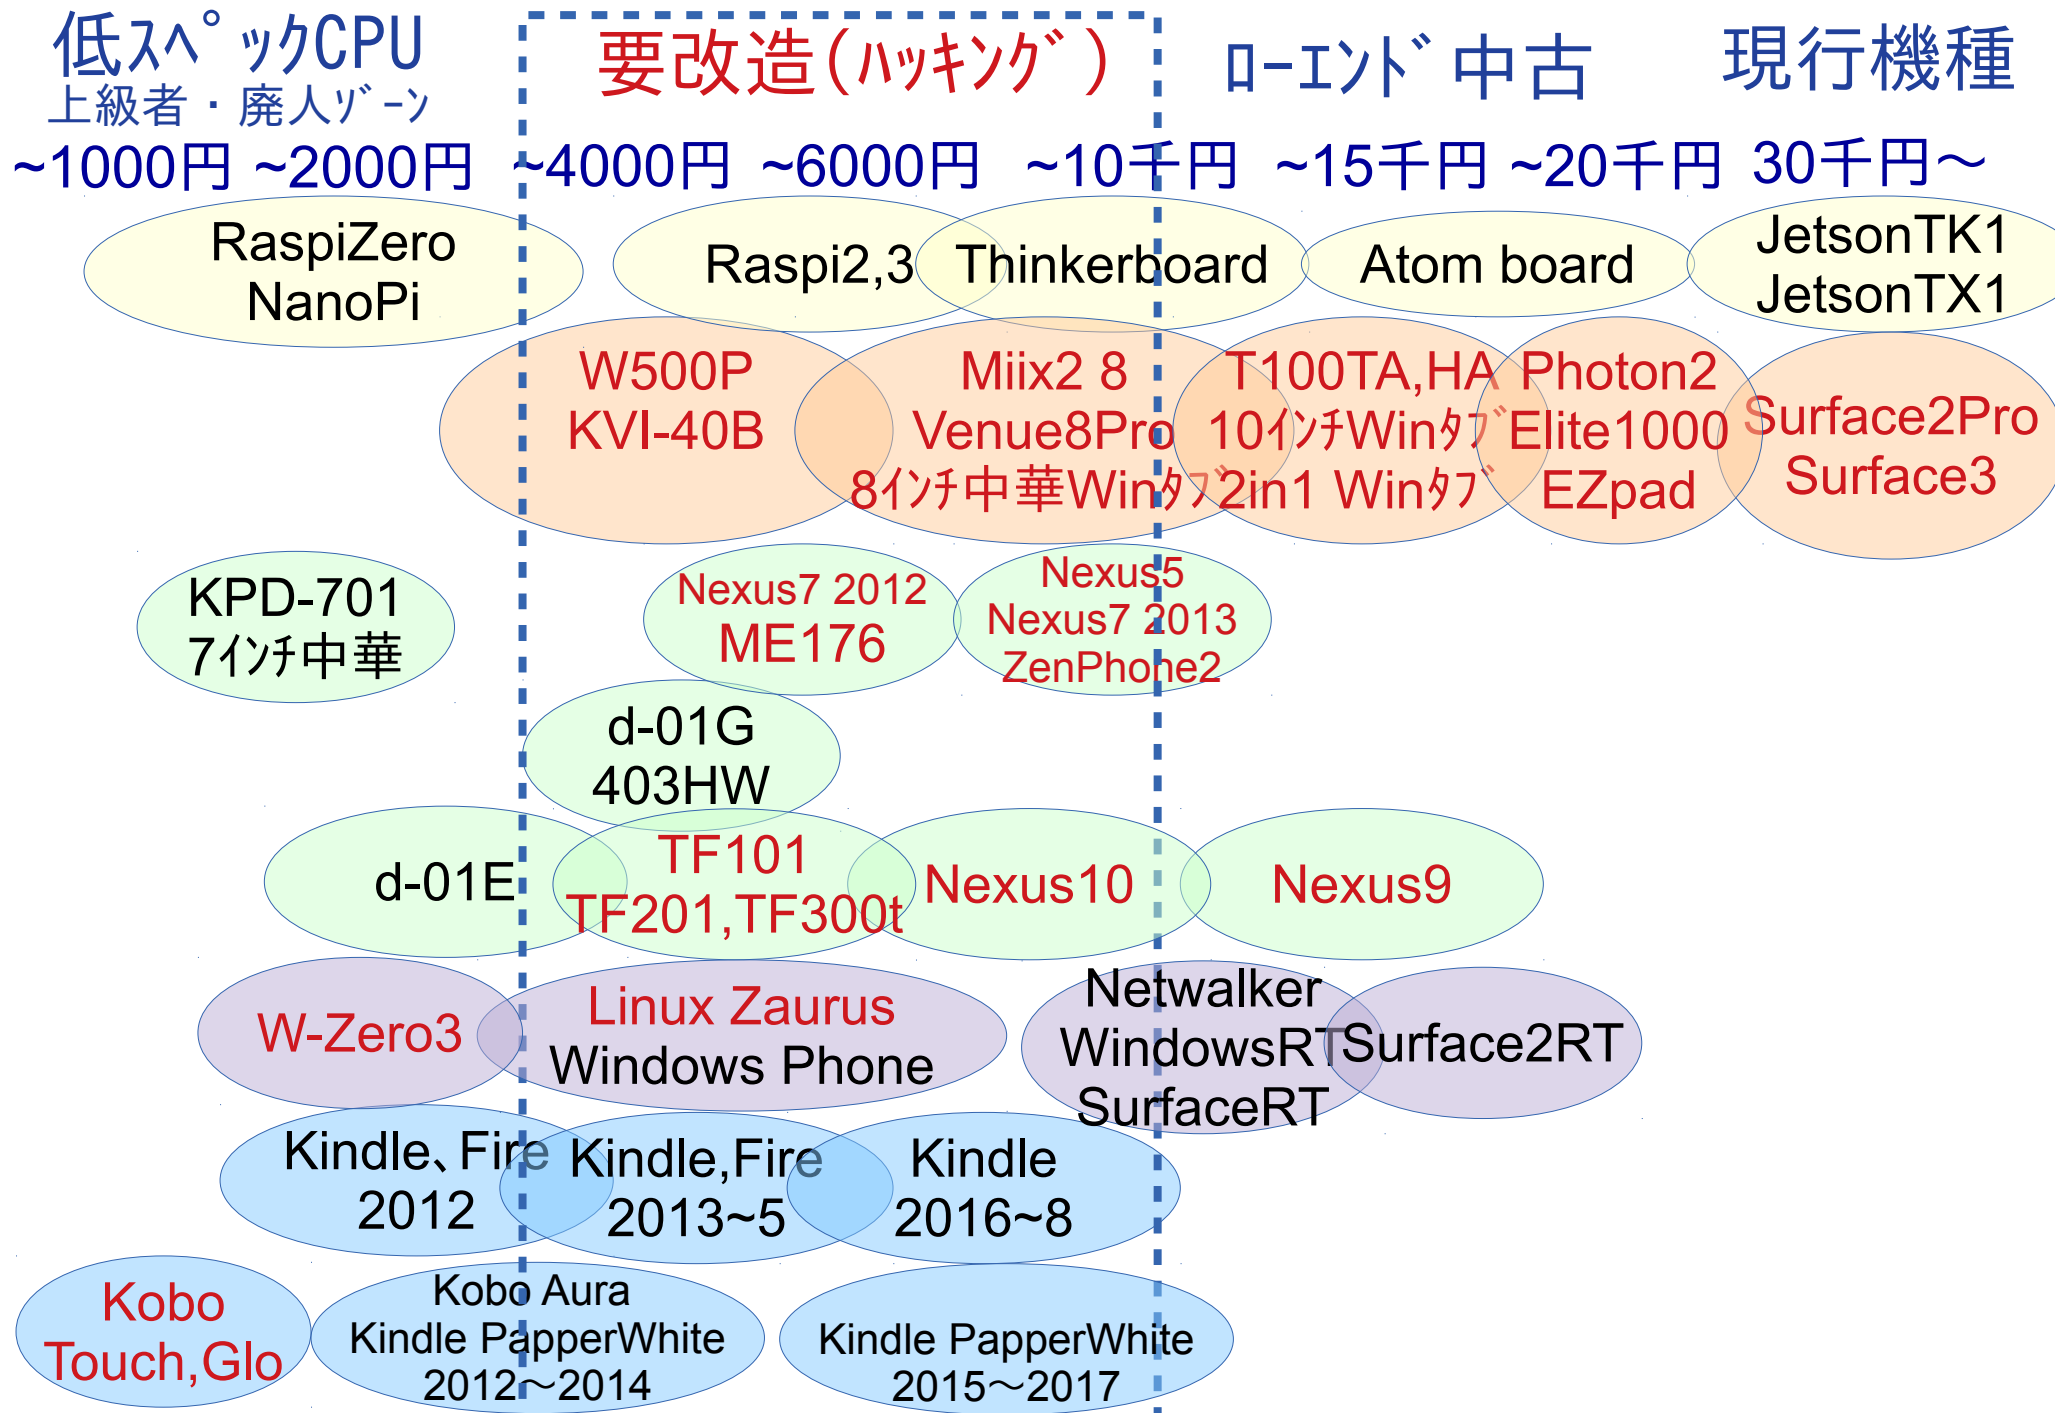 低ｽﾍﾟｯｸCPU
上級者・廃人ｿﾞｰﾝ
要改造(ﾊｯｷﾝｸﾞ)
ﾛｰｴﾝﾄﾞ中古
現行機種
~1000円 ~2000円 ~4000円 ~6000円 ~10千円 ~15千円 ~20千円 30千円～
RaspiZero
NanoPi
Raspi2,3
Thinkerboard
Atom board
JetsonTK1
JetsonTX1
W500P
KVI-40B
Miix2 8
Venue8Pro
8ｲﾝﾁ中華Winﾀﾌﾞ
T100TA,HA
10ｲﾝﾁWinﾀﾌﾞ
2in1 Winﾀﾌﾞ
Photon2
Elite1000
EZpad
Surface2Pro
Surface3
KPD-701
7ｲﾝﾁ中華
Nexus7 2012
ME176
Nexus5
Nexus7 2013
ZenPhone2
d-01G
403HW
d-01E
TF101
TF201,TF300t
Nexus10
Nexus9
W-Zero3
Linux Zaurus
Windows Phone
Netwalker
WindowsRT
SurfaceRT
Surface2RT
Kindle、Fire
2012
Kindle,Fire
2013~5
Kindle
2016~8
Kobo
Touch,Glo
Kobo Aura
Kindle PapperWhite
2012～2014
Kindle PapperWhite
2015～2017